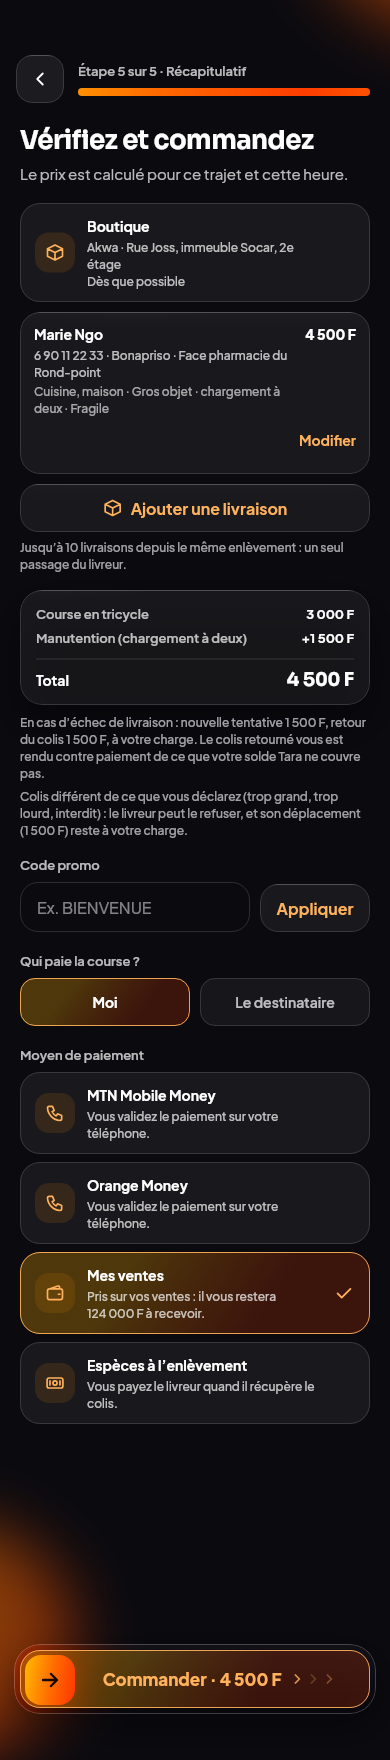 Étape 5 sur 5 · Récapitulatif
Vérifiez et commandez
Le prix est calculé pour ce trajet et cette heure.
Boutique
Akwa · Rue Joss, immeuble Socar, 2e
étage
Dès que possible
Marie Ngo 4 500 F
6 90 11 22 33 · Bonapriso · Face pharmacie du
Rond-point
Cuisine, maison · Gros objet · chargement à
deux · Fragile
Modifier
Ajouter une livraison
Jusqu’à 10 livraisons depuis le même enlèvement : un seul
passage du livreur.
Course en tricycle 3 000 F
Manutention (chargement à deux) +1 500 F
Total 4 500 F
En cas d’échec de livraison : nouvelle tentative 1 500 F, retour
du colis 1 500 F, à votre charge. Le colis retourné vous est
rendu contre paiement de ce que votre solde Tara ne couvre
pas.
Colis différent de ce que vous déclarez (trop grand, trop
lourd, interdit) : le livreur peut le refuser, et son déplacement
(1 500 F) reste à votre charge.
Code promo
Ex. BIENVENUE Appliquer
Qui paie la course ?
Moi Le destinataire
Moyen de paiement
MTN Mobile Money
Vous validez le paiement sur votre
téléphone.
Orange Money
Vous validez le paiement sur votre
téléphone.
Mes ventes
Pris sur vos ventes : il vous restera
124 000 F à recevoir.
Espèces à l’enlèvement
Vous payez le livreur quand il récupère le
colis.
Commander · 4 500 F